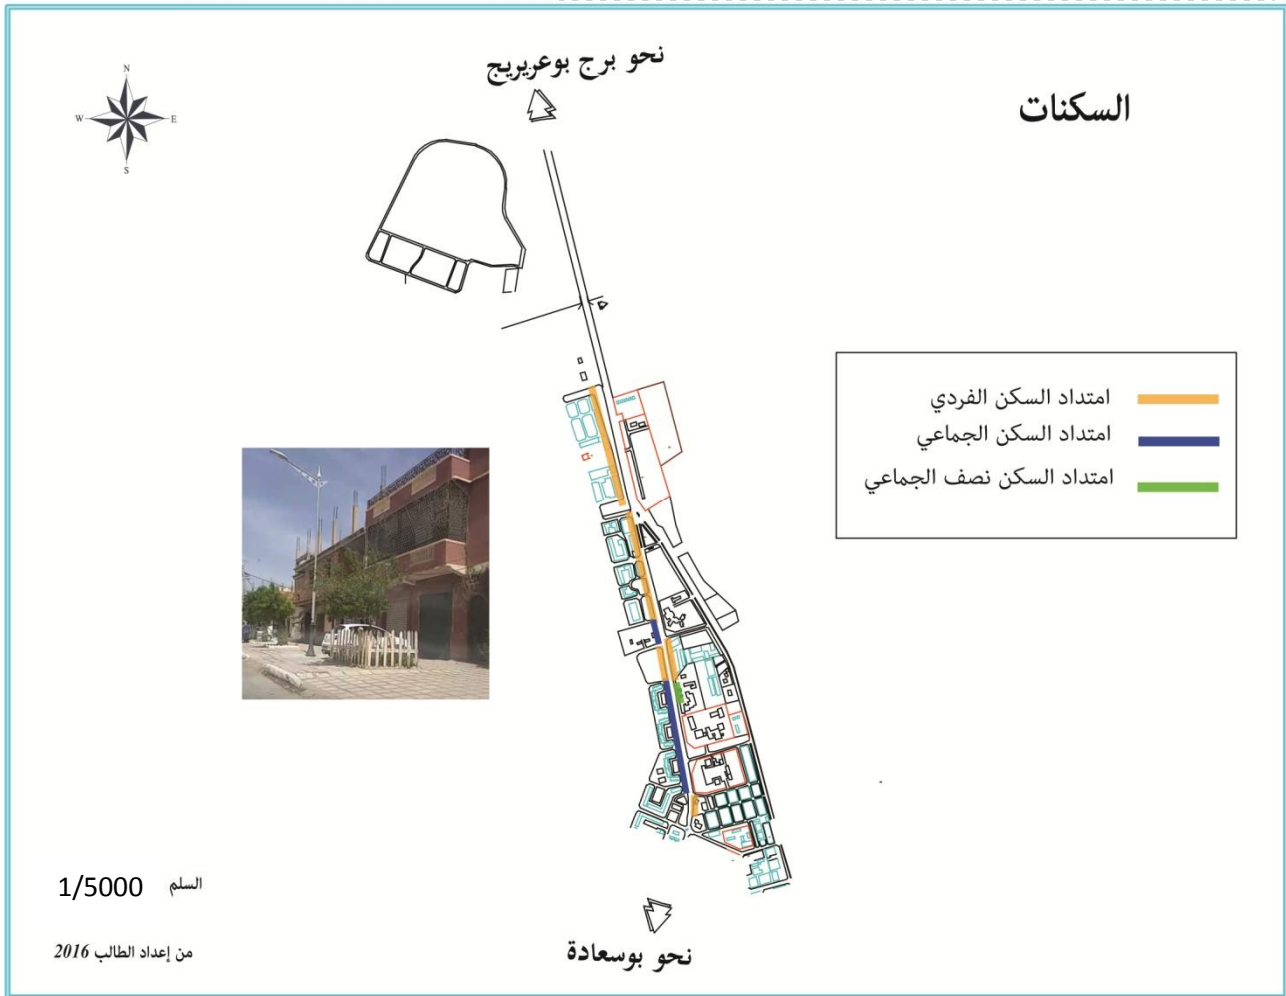 نحو برج بوعريريج
السكنات
N
W
E
S
امتداد السكن الفردي
امتداد السكن الجماعي
امتداد السكن نصف الجماعي
السلم 1/5000
من إعداد الطالب 2016
نحو بوسعادة